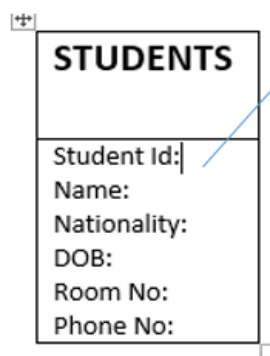 STUDENTS
Student Id:
Name:
Nationality:
DOB:
Room No:
Phone No: